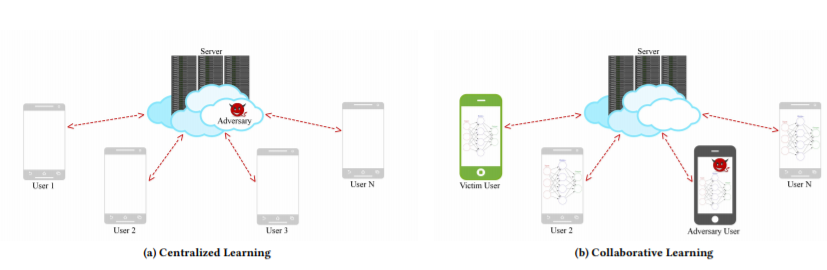 Server
Adversary
User 1
User 2
User 3
User N
(a) Centralized Learning
Server
Victim User
User 2
Adversary User
User N
(b) Collaborative Learning